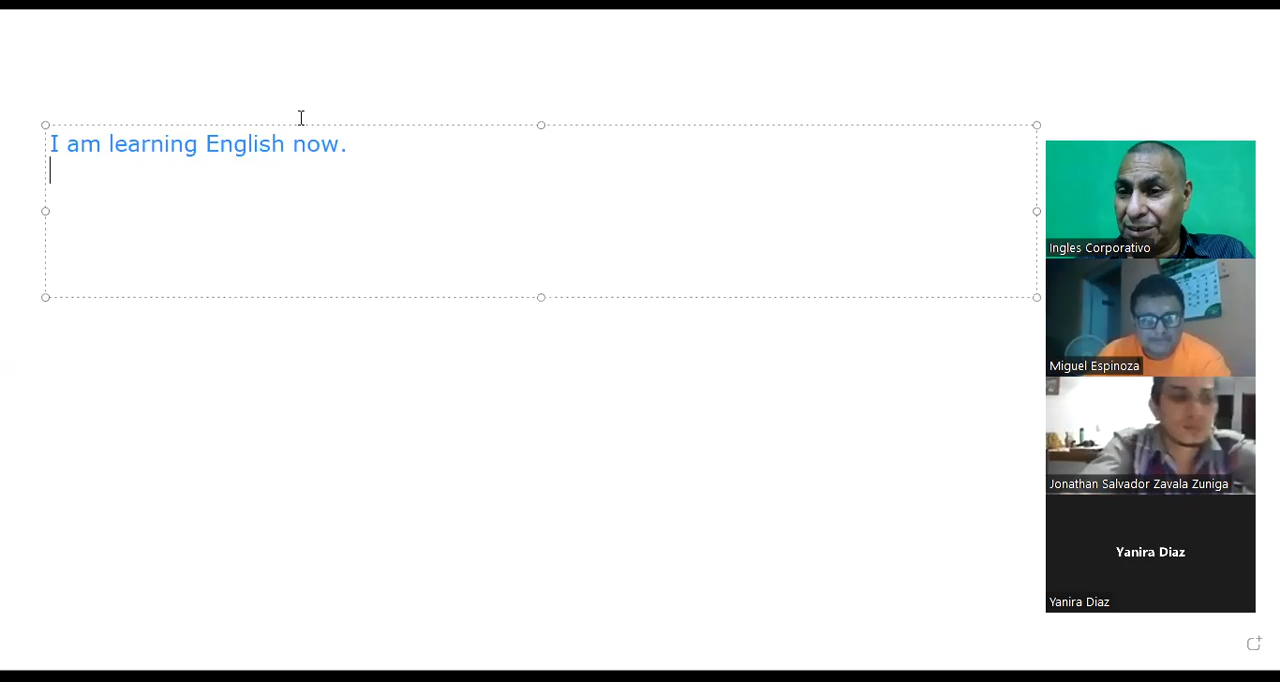 I am learning English now.
Ingles Corporativo
Miguel Espinoza
Jonathan Salvador Zavala Zuniga
Yanira Diaz
Yanira Diaz